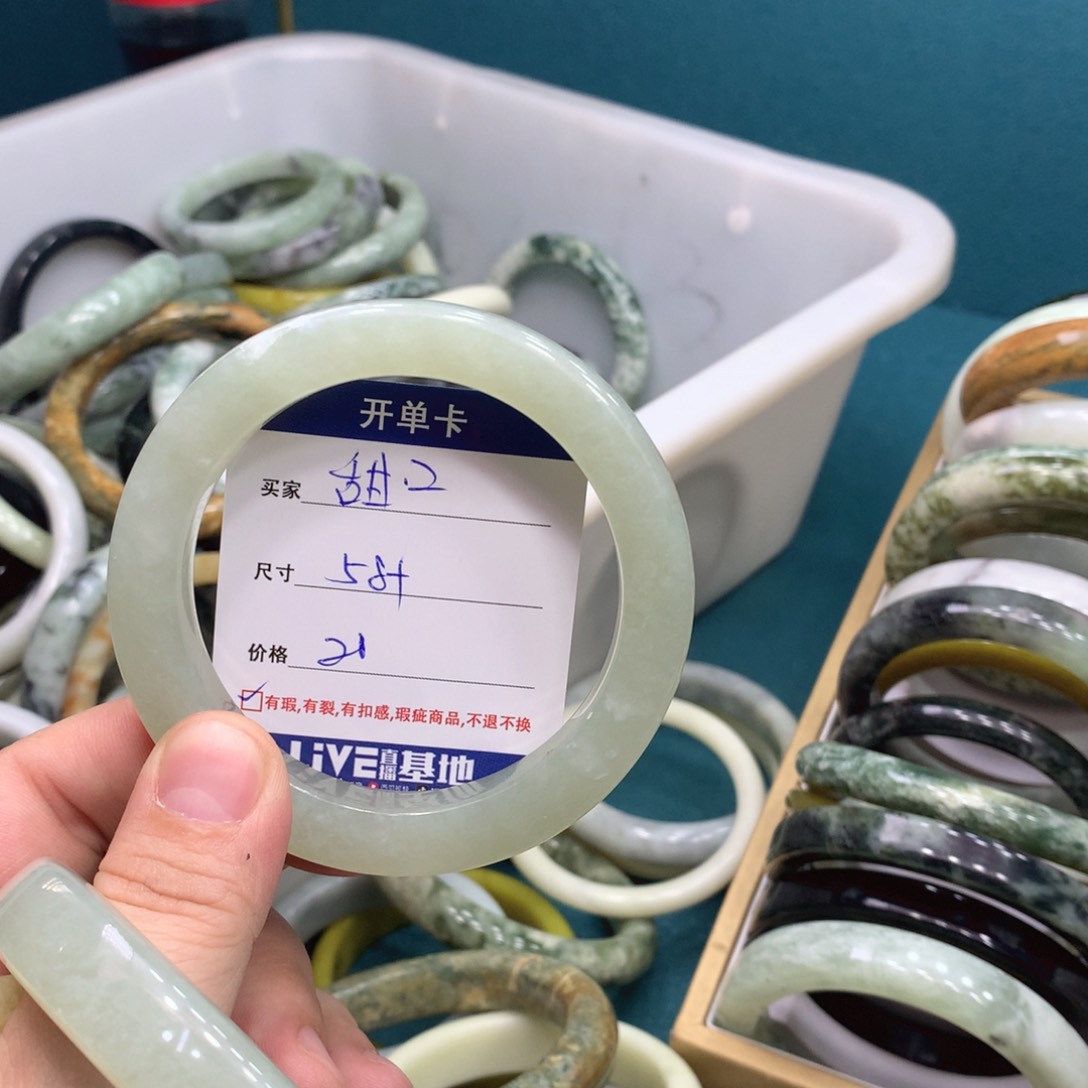 开单卡
买家 甜.2
尺寸 58+
价格 21
有瑕,有裂,有扣感,瑕疵商品,不退不换
LiVE直播基地